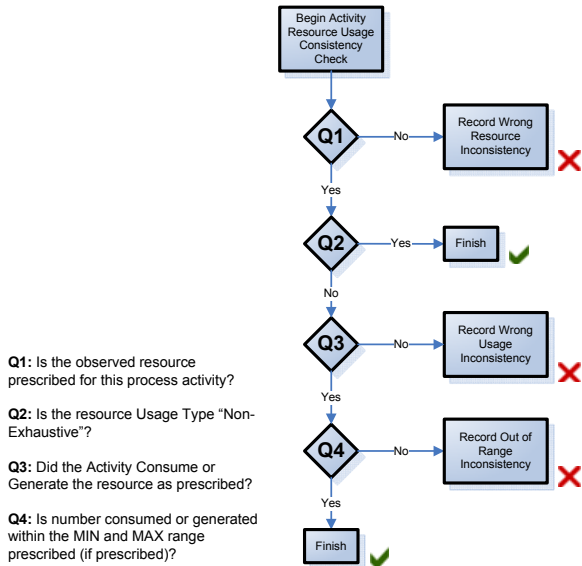 Begin Activity
Resource Usage
Consistency
Check
Q1
No
Record Wrong
Resource
Inconsistency
Yes
Q2
Yes
Finish
No
Q3
No
Record Wrong
Usage
Inconsistency
Yes
Q4
No
Record Out of
Range
Inconsistency
Yes
Finish
Q1: Is the observed resource
prescribed for this process activity?
Q2: Is the resource Usage Type “Non-
Exhaustive”?
Q3: Did the Activity Consume or
Generate the resource as prescribed?
Q4: Is number consumed or generated
within the MIN and MAX range
prescribed (if prescribed)?